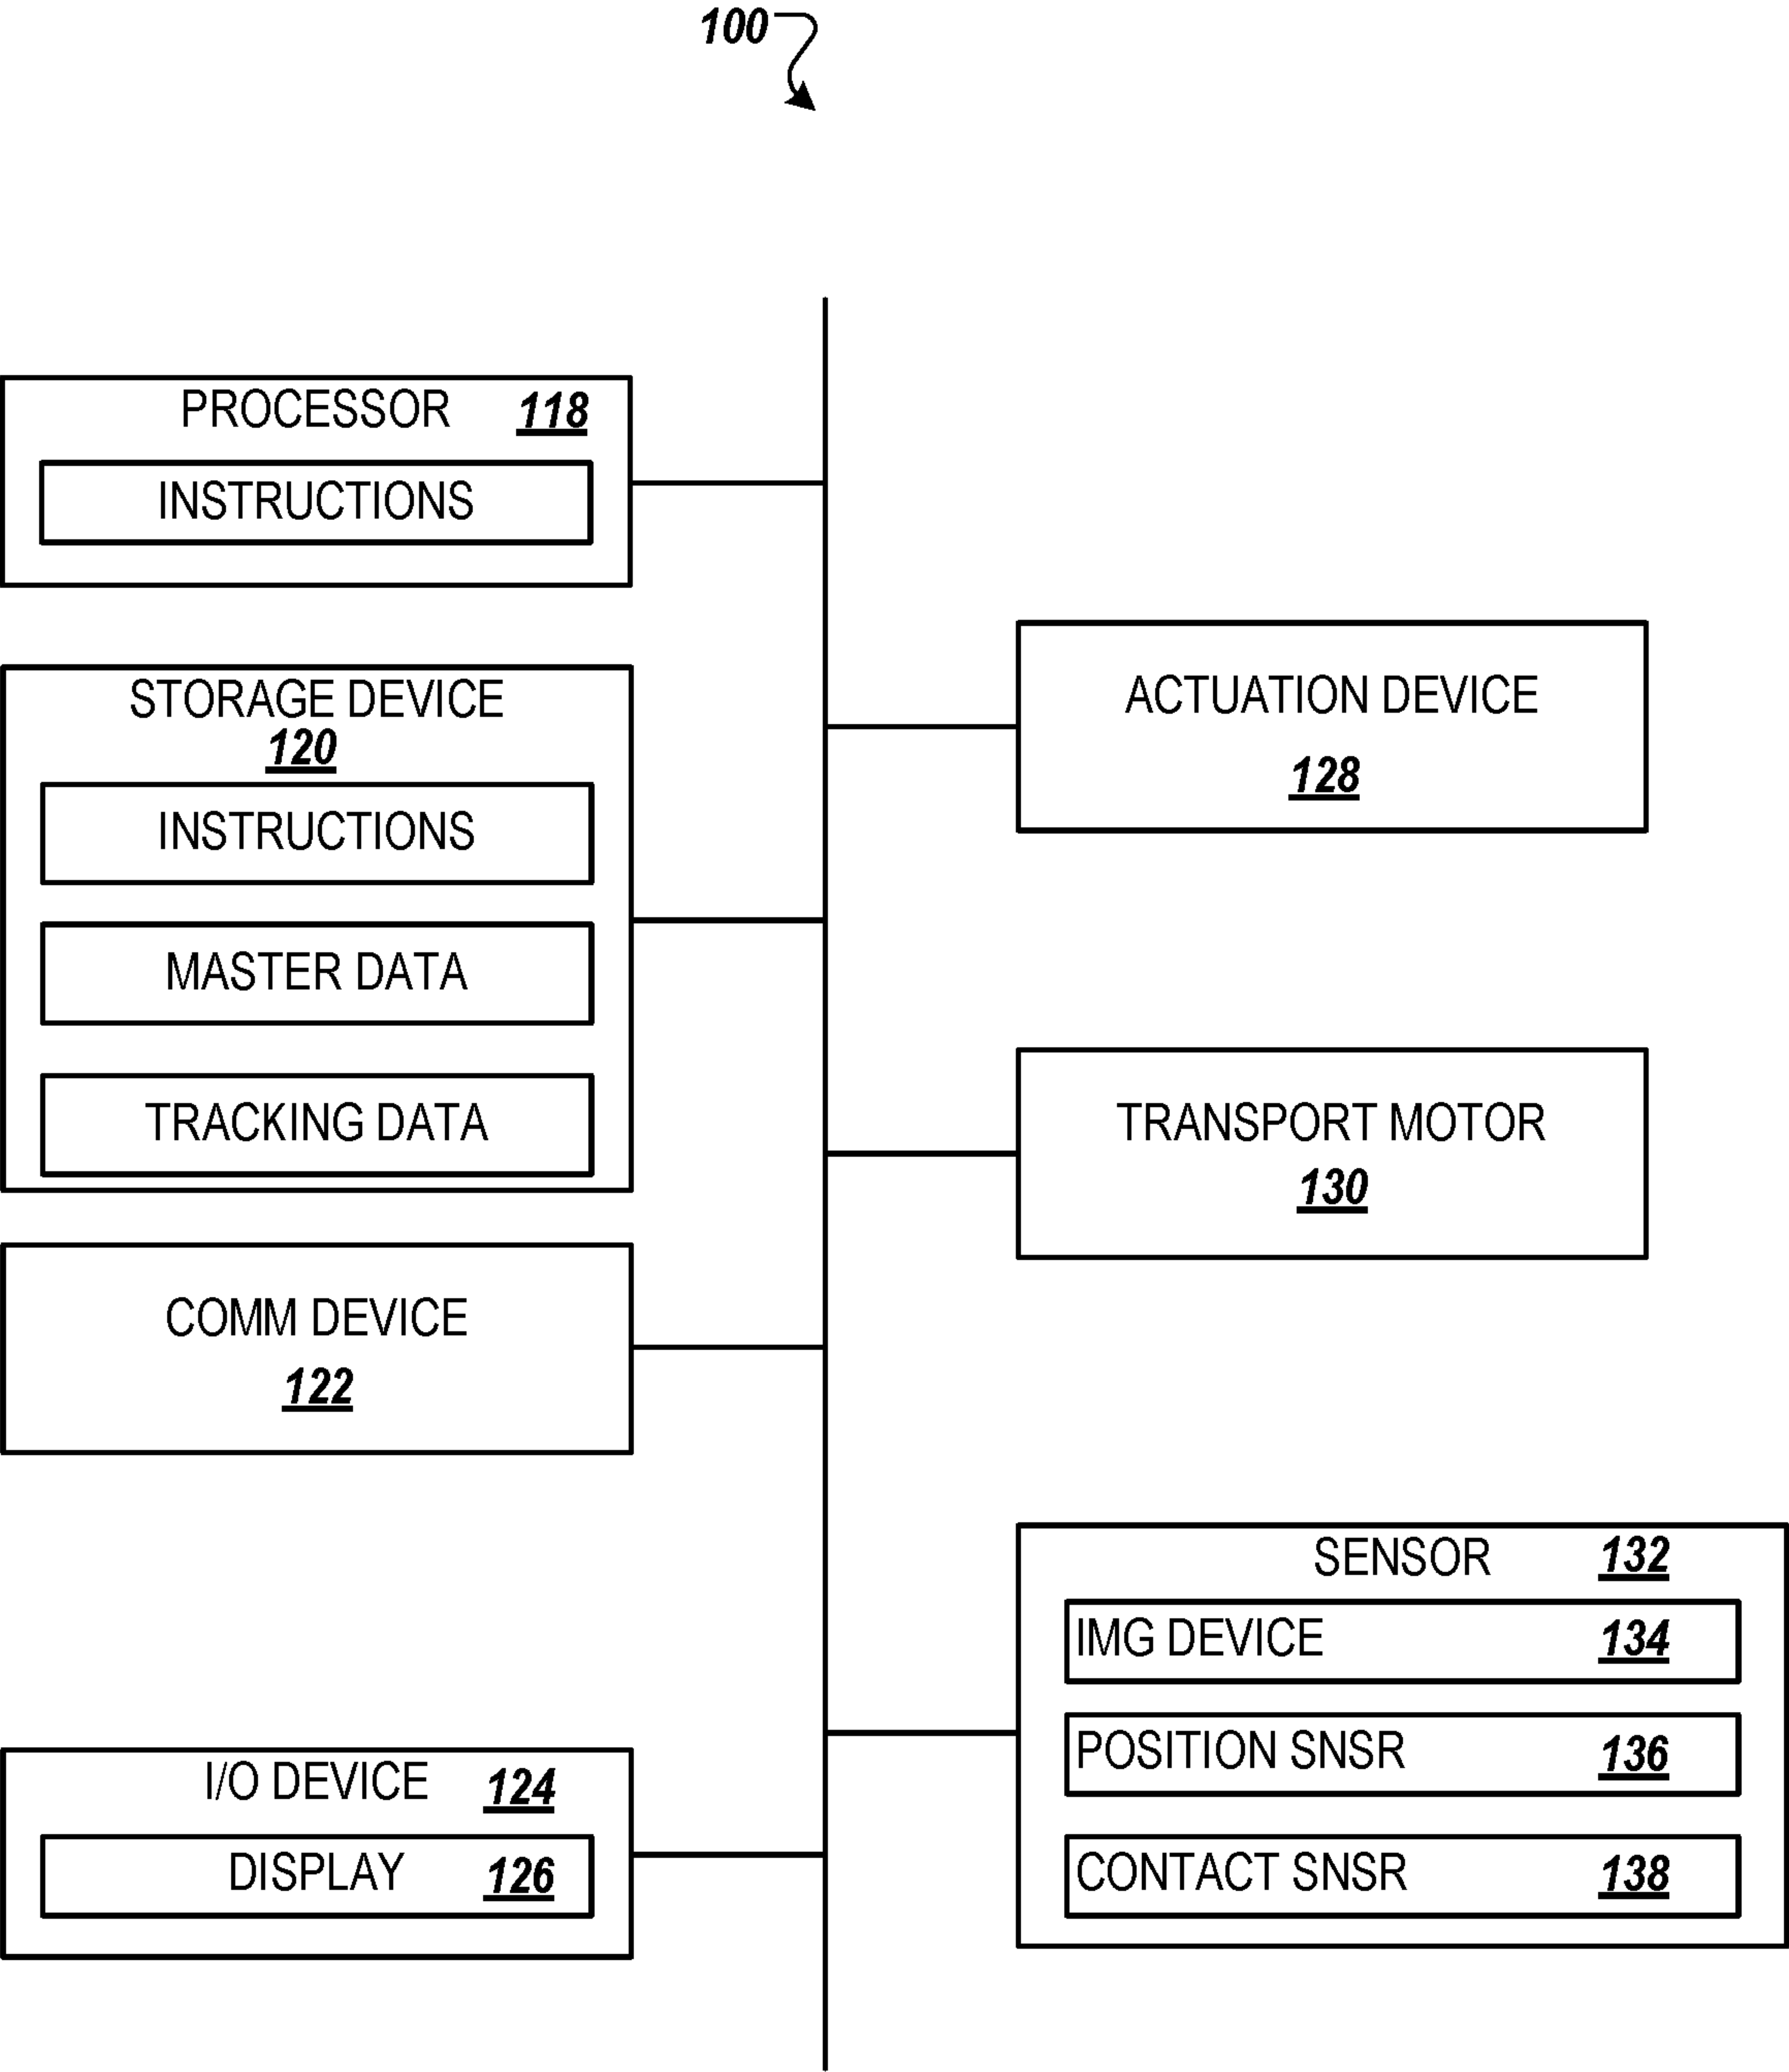 100
PROCESSOR 118
INSTRUCTIONS
STORAGE DEVICE
120
INSTRUCTIONS
MASTER DATA
TRACKING DATA
COMM DEVICE
122
I/O DEVICE 124
DISPLAY 126
ACTUATION DEVICE
128
TRANSPORT MOTOR
130
SENSOR 132
IMG DEVICE 134
POSITION SNSR 136
CONTACT SNSR 138